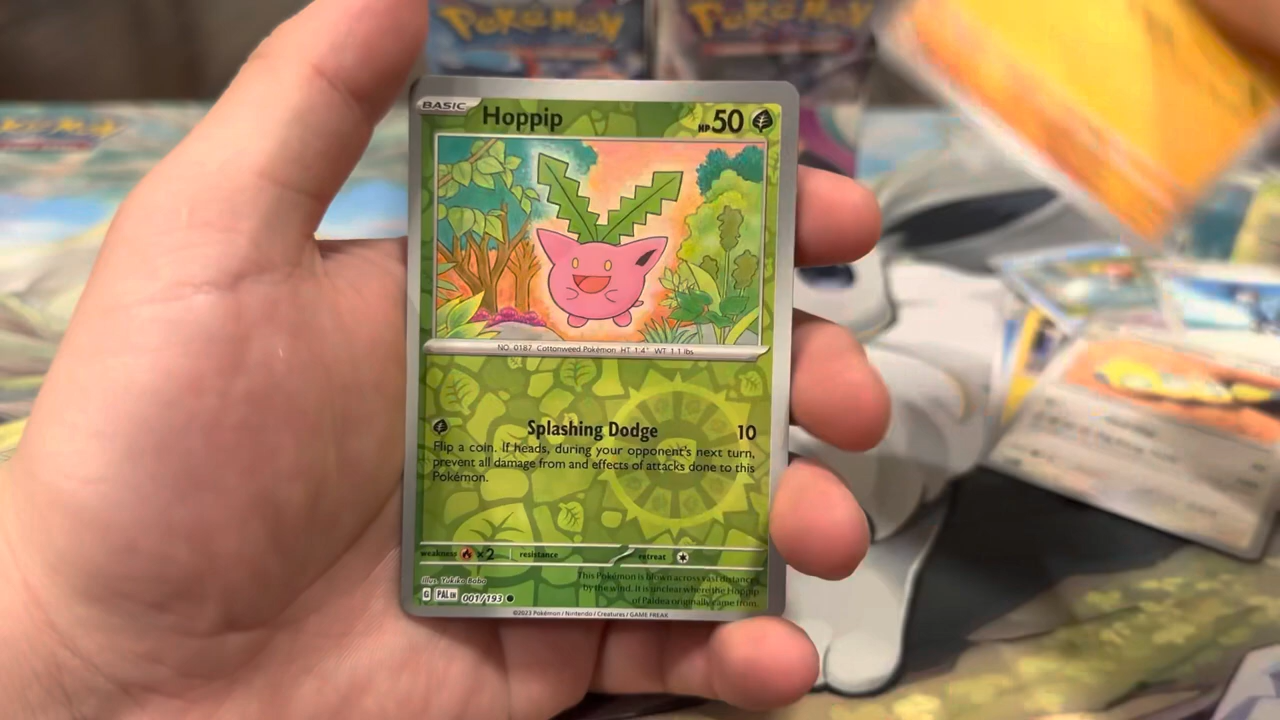 Pokémon
Pokémon
Pokémon
BASIC
Hoppip
HP 50
NO. 0187 Cottonweed Pokémon HT 1'4" WT 1.1 lbs
Splashing Dodge 10
Flip a coin. If heads, during your opponent's next turn,
prevent all damage from and effects of attacks done to this
Pokémon.
weakness ×2 resistance retreat
Illus. Yukiko Baba
This Pokémon is blown across vast distances
by the wind. It is unclear where the Hoppip
of Paldea originally came from.
G PAL EN 001/193
©2023 Pokémon / Nintendo / Creatures / GAME FREAK